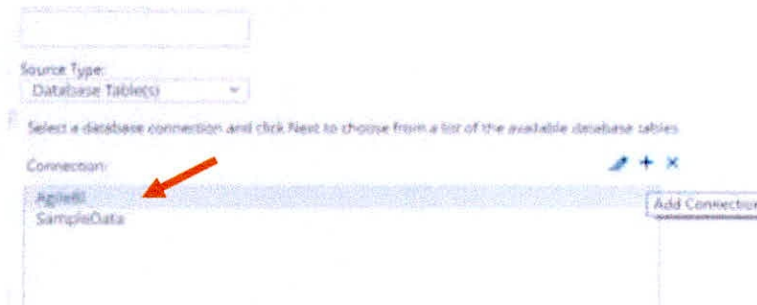 Source Type:
Database Table(s)
Select a database connection and click Next to choose from a list of the available database tables
Connection:
AgileBI
SampleData
Add Connection